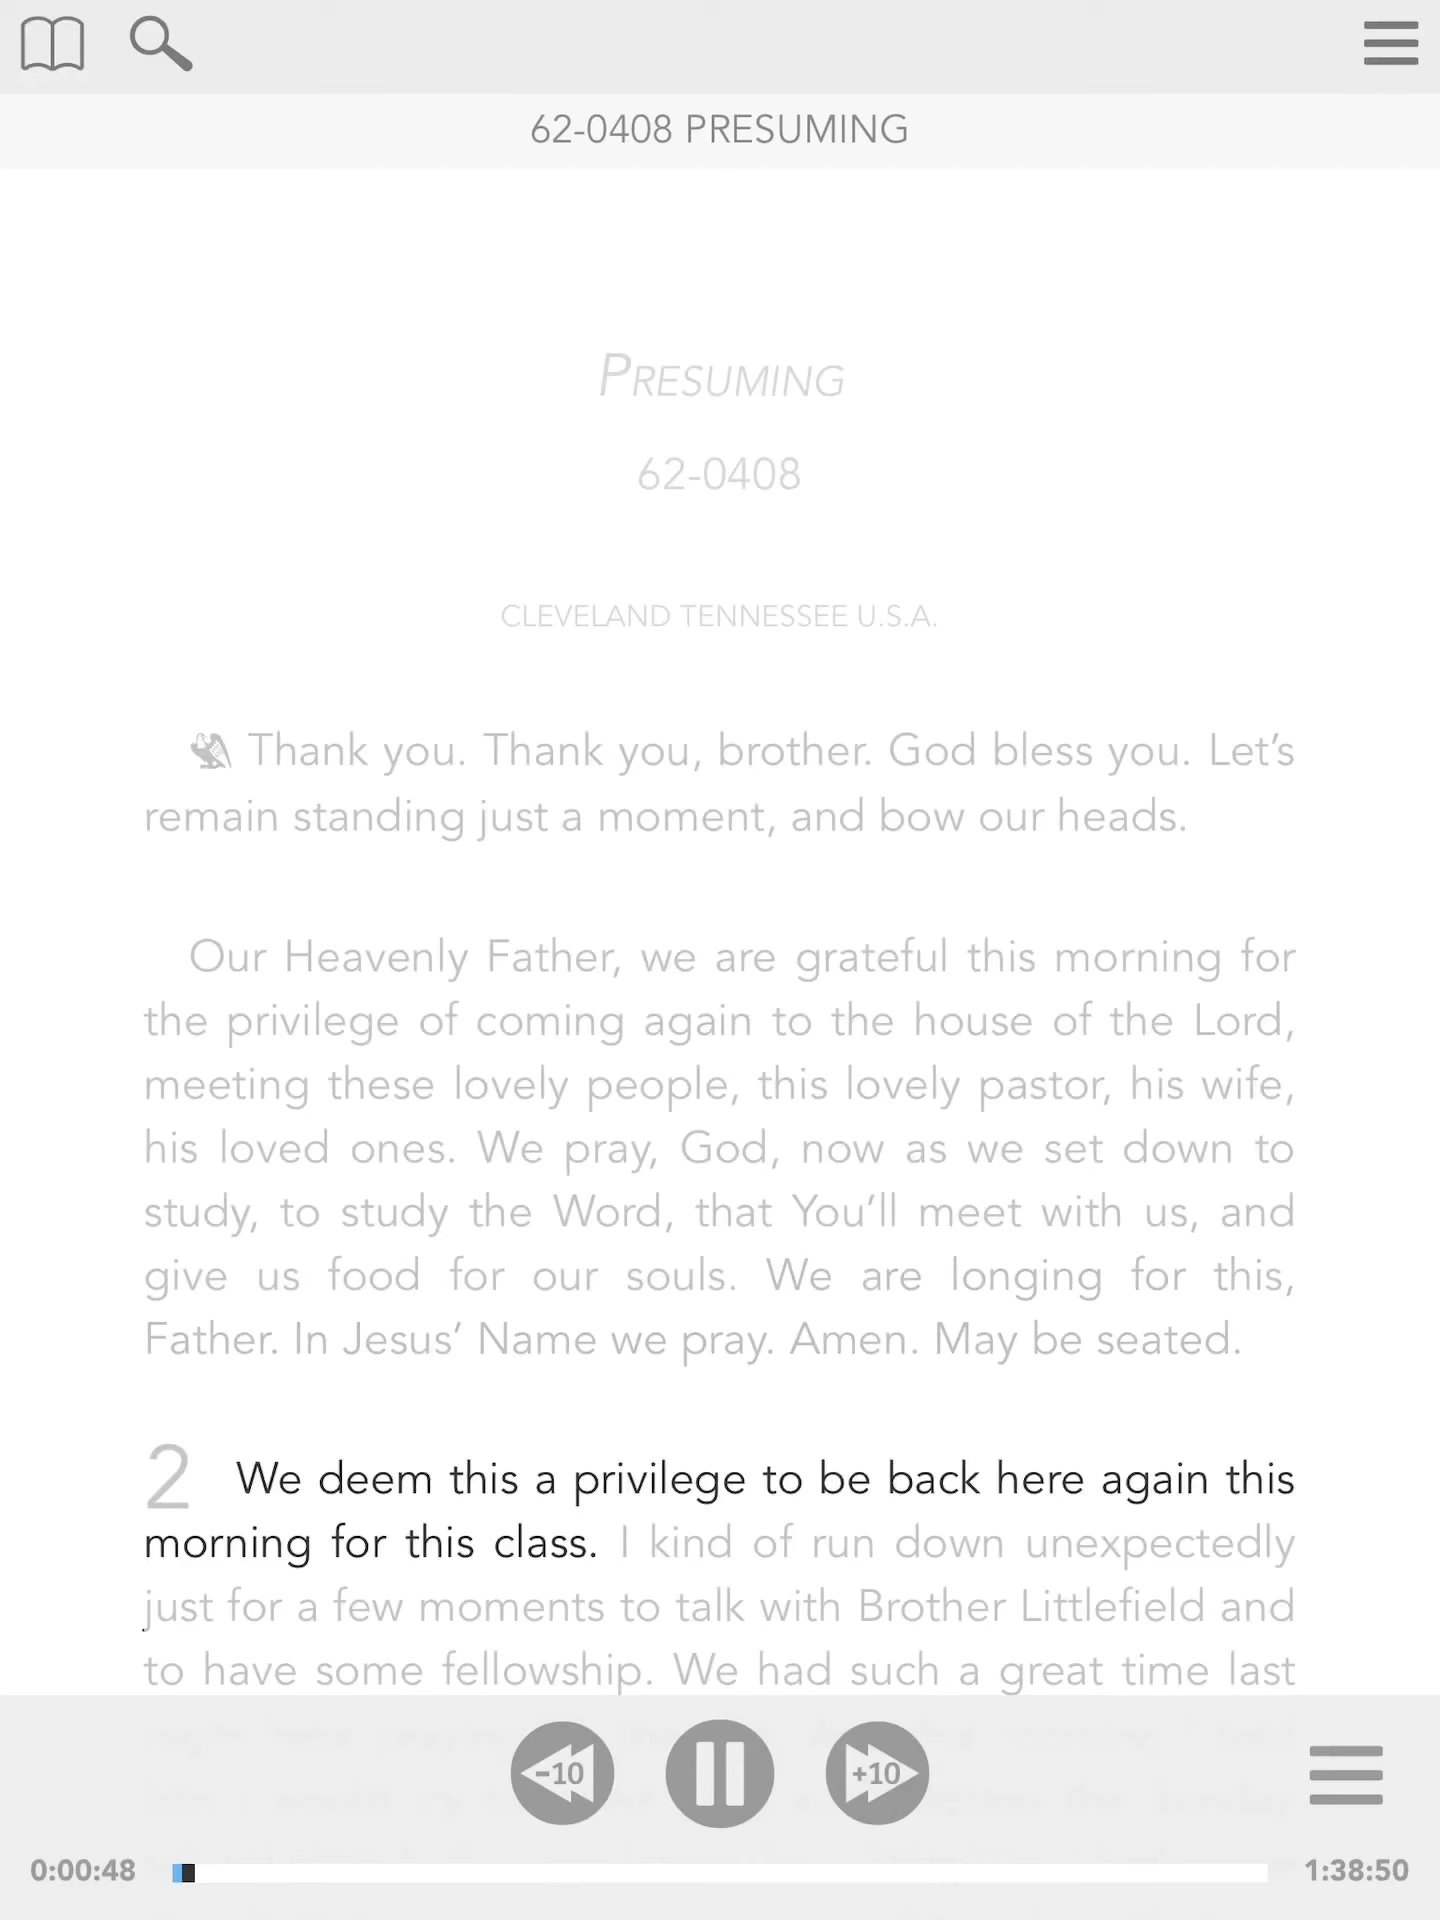 62-0408 PRESUMING
PRESUMING
62-0408
CLEVELAND TENNESSEE U.S.A.
Thank you. Thank you, brother. God bless you. Let’s
remain standing just a moment, and bow our heads.
Our Heavenly Father, we are grateful this morning for
the privilege of coming again to the house of the Lord,
meeting these lovely people, this lovely pastor, his wife,
his loved ones. We pray, God, now as we set down to
study, to study the Word, that You’ll meet with us, and
give us food for our souls. We are longing for this,
Father. In Jesus’ Name we pray. Amen. May be seated.
2 We deem this a privilege to be back here again this
morning for this class. I kind of run down unexpectedly
just for a few moments to talk with Brother Littlefield and
to have some fellowship. We had such a great time last
-10 +10
0:00:48 1:38:50